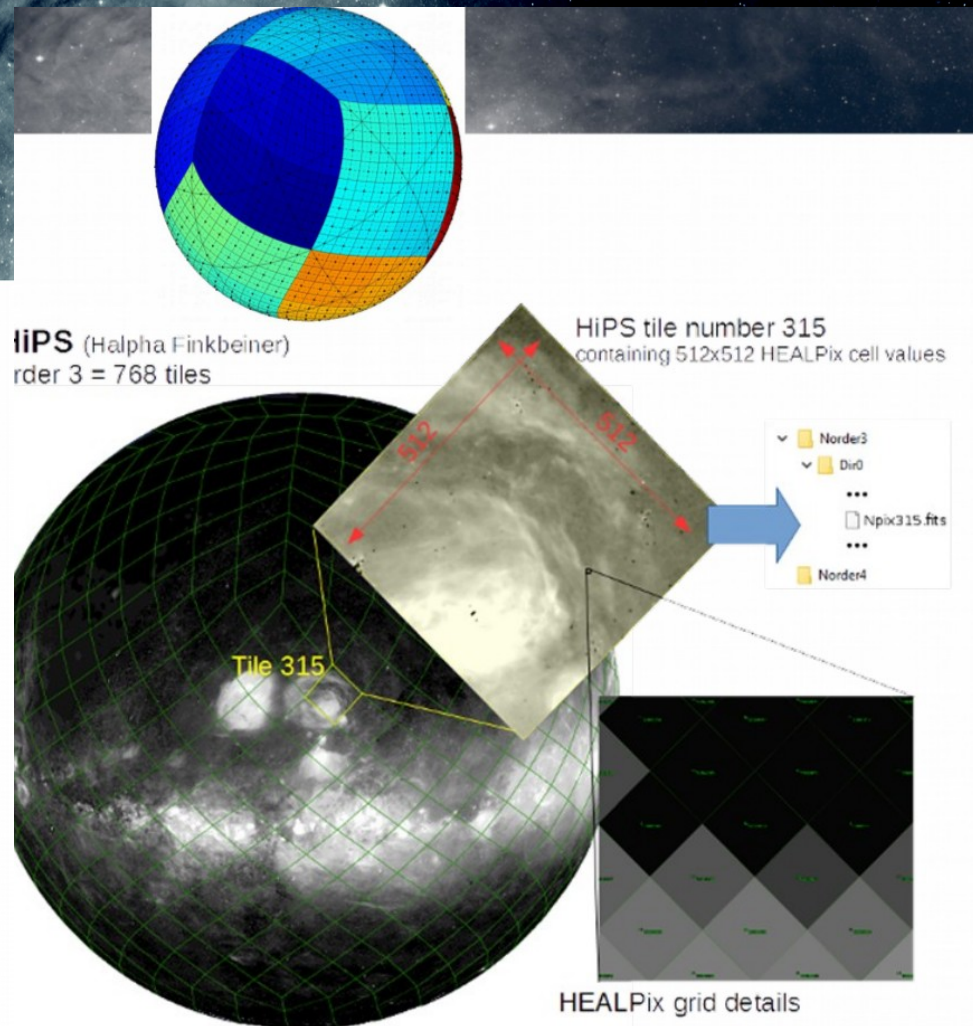 HiPS (Halpha Finkbeiner)
rder 3 = 768 tiles
HiPS tile number 315
containing 512x512 HEALPix cell values
512
512
Norder3
Dir0
...
Npix315.fits
...
Norder4
Tile 315
HEALPix grid details